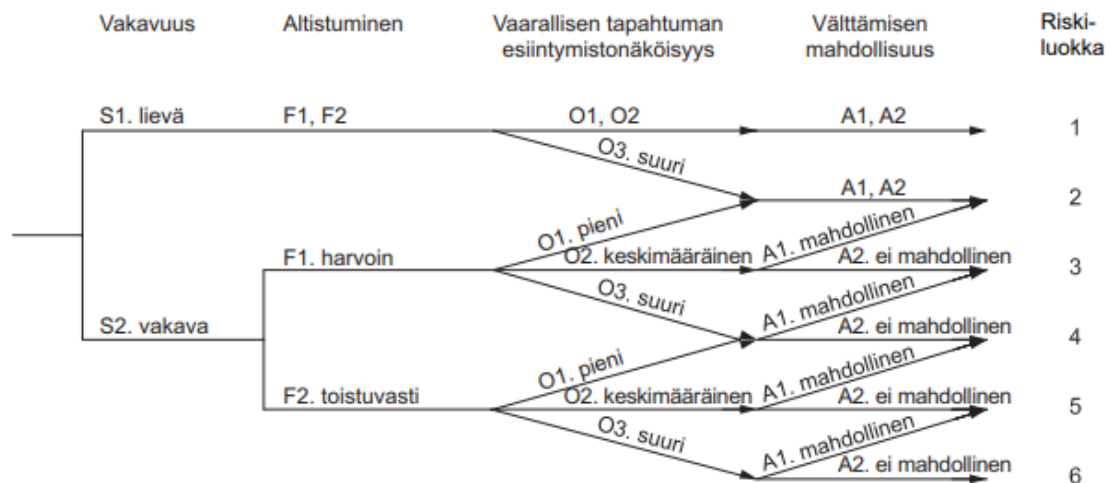 Vakavuus
Altistuminen
Vaarallisen tapahtuman
esiintymistonäköisyys
Välttämisen
mahdollisuus
Riski-
luokka
S1. lievä
F1, F2
O1, O2
A1, A2
1
O3. suuri
A1, A2
2
O1. pieni
A1. mahdollinen
F1. harvoin
O2. keskimääräinen
A2. ei mahdollinen
3
O3. suuri
A1. mahdollinen
S2. vakava
A2. ei mahdollinen
4
O1. pieni
A1. mahdollinen
F2. toistuvasti
O2. keskimääräinen
A2. ei mahdollinen
5
O3. suuri
A1. mahdollinen
A2. ei mahdollinen
6